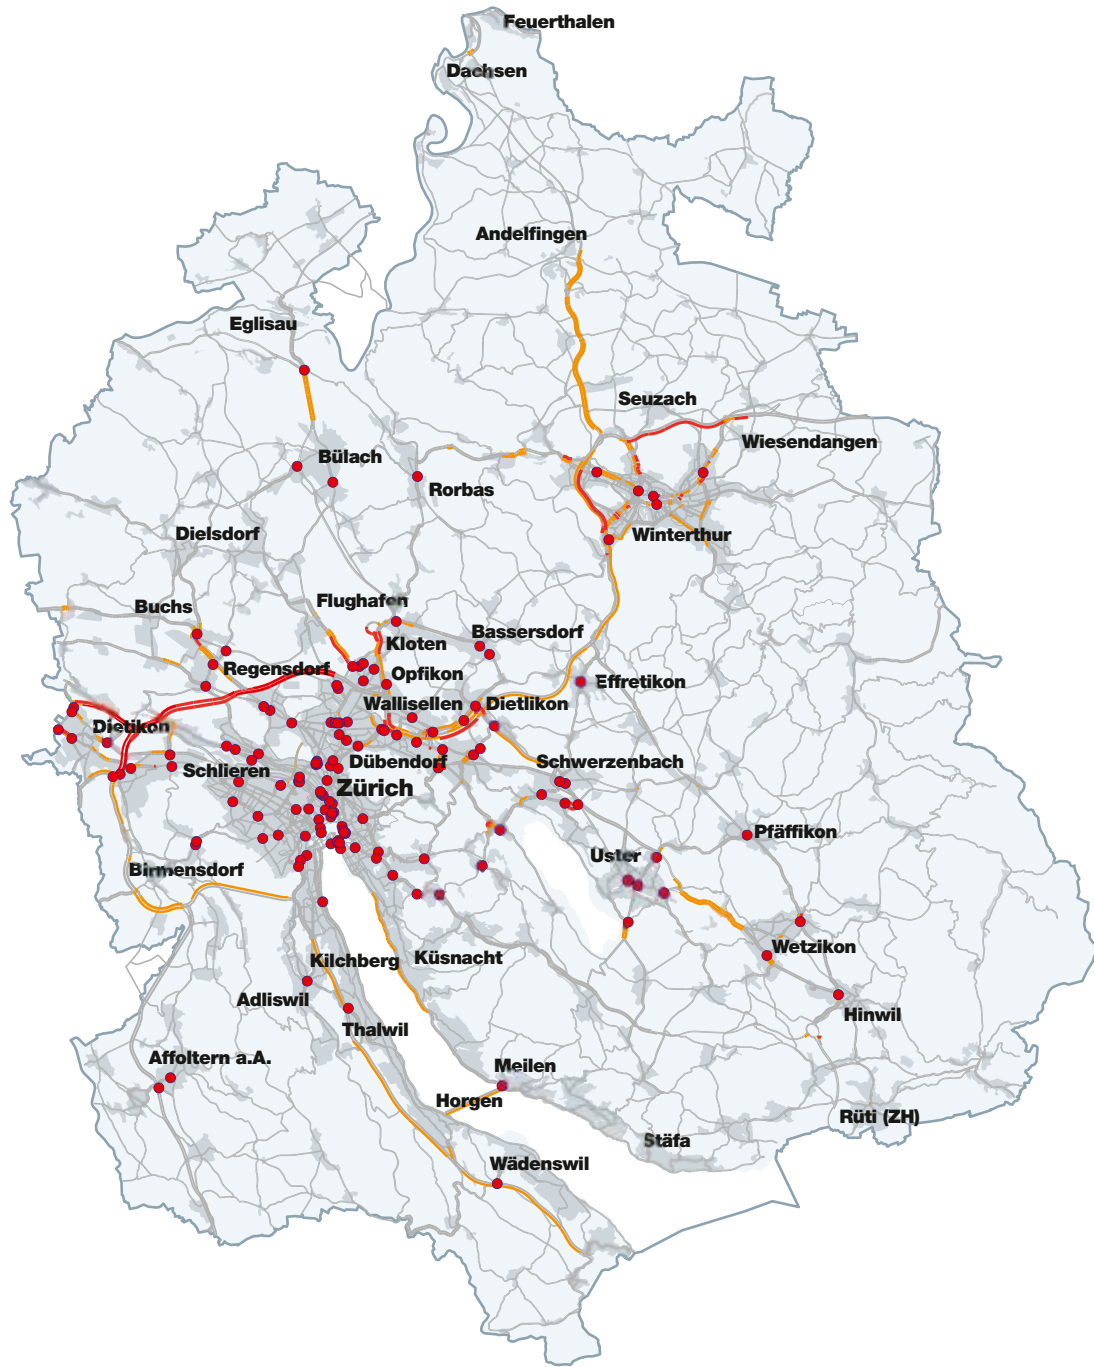 Feuerthalen
Dachsen
Andelfingen
Eglisau
Seuzach
Wiesendangen
Bülach
Rorbas
Dielsdorf
Winterthur
Flughafen
Buchs
Bassersdorf
Kloten
Regensdorf
Opfikon
Effretikon
Wallisellen
Dietlikon
Dietikon
Dübendorf
Schwerzenbach
Schlieren
Zürich
Pfäffikon
Uster
Birmensdorf
Wetzikon
Küsnacht
Kilchberg
Adliswil
Hinwil
Thalwil
Affoltern a.A.
Meilen
Horgen
Rüti (ZH)
Stäfa
Wädenswil